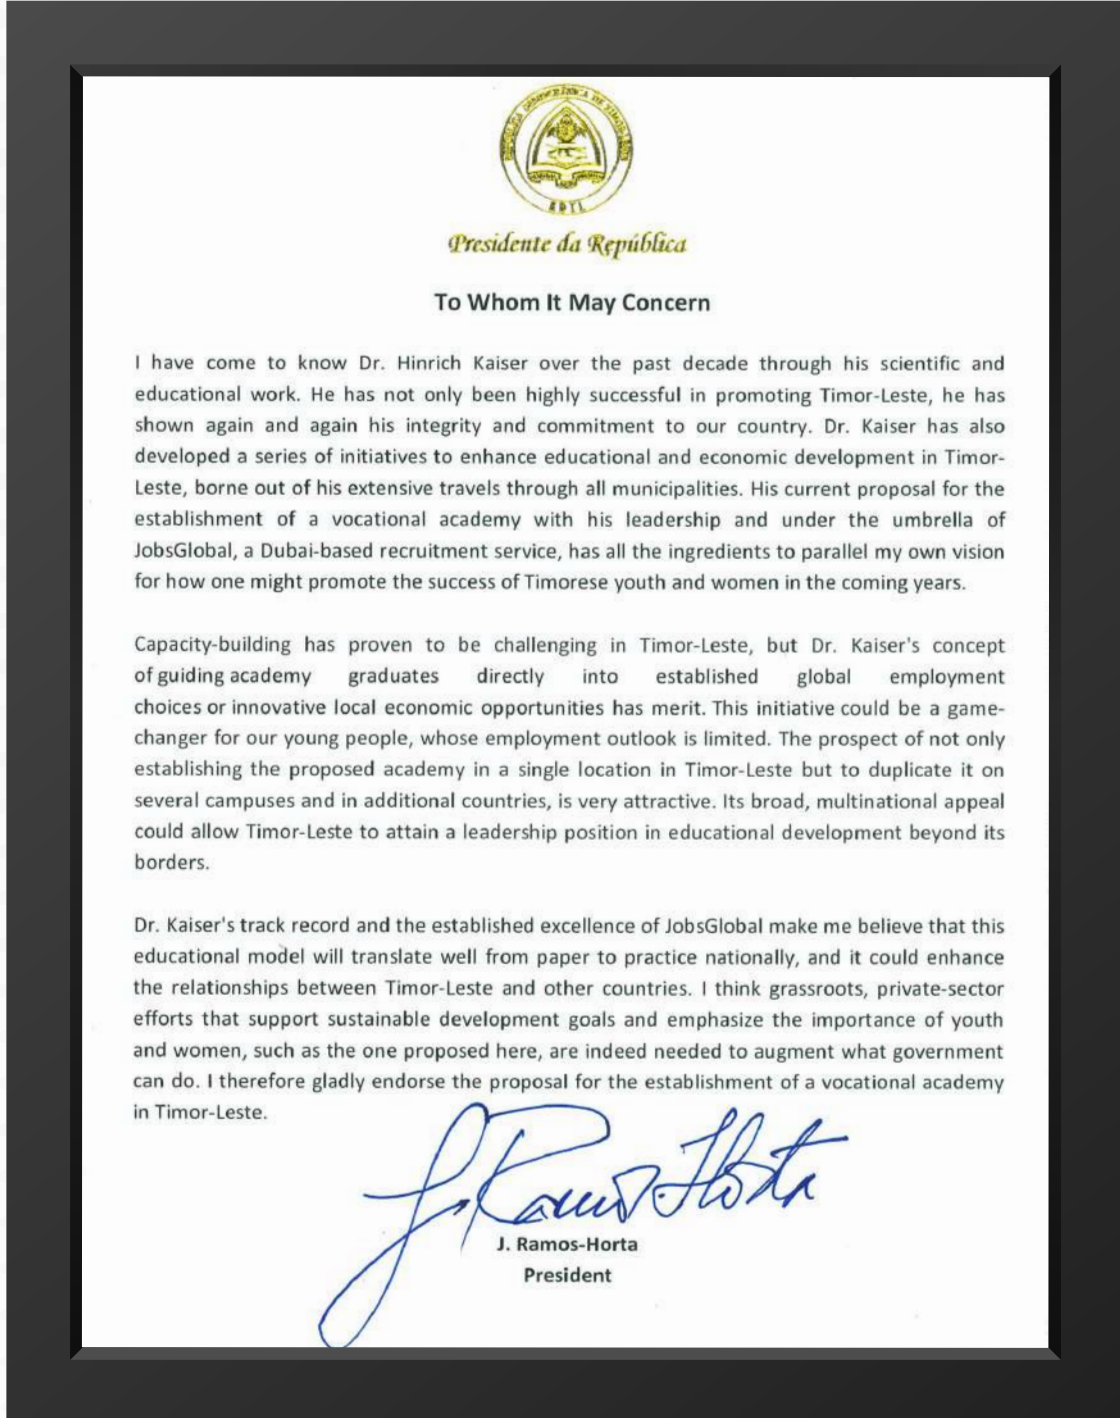 REPÚBLICA DEMOCRÁTICA DE TIMOR-LESTE
RDTL
Presidente da República
To Whom It May Concern
I have come to know Dr. Hinrich Kaiser over the past decade through his scientific and
educational work. He has not only been highly successful in promoting Timor-Leste, he has
shown again and again his integrity and commitment to our country. Dr. Kaiser has also
developed a series of initiatives to enhance educational and economic development in Timor-
Leste, borne out of his extensive travels through all municipalities. His current proposal for the
establishment of a vocational academy with his leadership and under the umbrella of
JobsGlobal, a Dubai-based recruitment service, has all the ingredients to parallel my own vision
for how one might promote the success of Timorese youth and women in the coming years.
Capacity-building has proven to be challenging in Timor-Leste, but Dr. Kaiser's concept
of guiding academy graduates directly into established global employment
choices or innovative local economic opportunities has merit. This initiative could be a game-
changer for our young people, whose employment outlook is limited. The prospect of not only
establishing the proposed academy in a single location in Timor-Leste but to duplicate it on
several campuses and in additional countries, is very attractive. Its broad, multinational appeal
could allow Timor-Leste to attain a leadership position in educational development beyond its
borders.
Dr. Kaiser's track record and the established excellence of JobsGlobal make me believe that this
educational model will translate well from paper to practice nationally, and it could enhance
the relationships between Timor-Leste and other countries. I think grassroots, private-sector
efforts that support sustainable development goals and emphasize the importance of youth
and women, such as the one proposed here, are indeed needed to augment what government
can do. I therefore gladly endorse the proposal for the establishment of a vocational academy
in Timor-Leste.
J. Ramos-Horta
J. Ramos-Horta
President